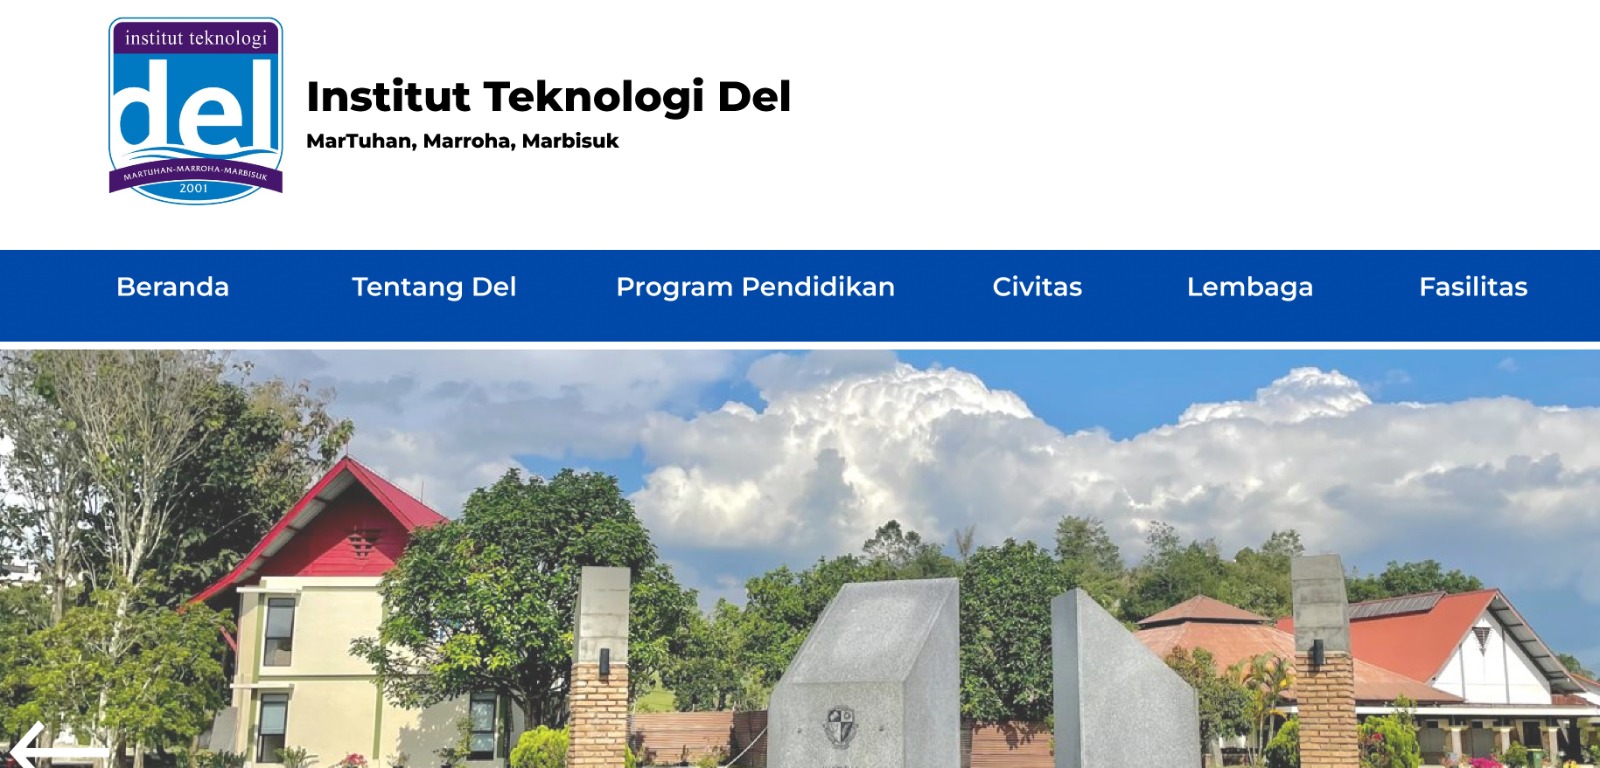 institut teknologi
del
MARTUHAN-MARROHA-MARBISUK
2001
Institut Teknologi Del
MarTuhan, Marroha, Marbisuk
Beranda Tentang Del Program Pendidikan Civitas Lembaga Fasilitas